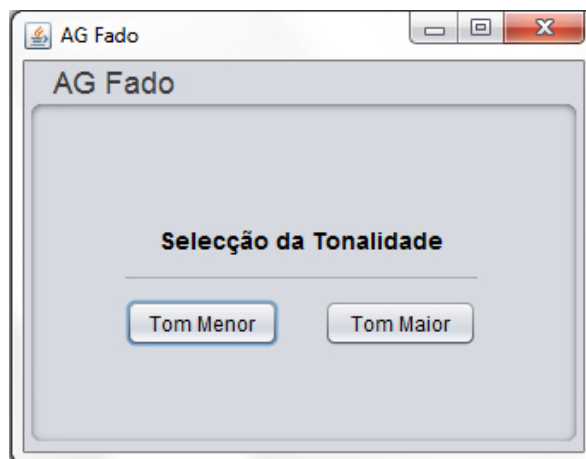 AG Fado
AG Fado
Selecção da Tonalidade
Tom Menor Tom Maior